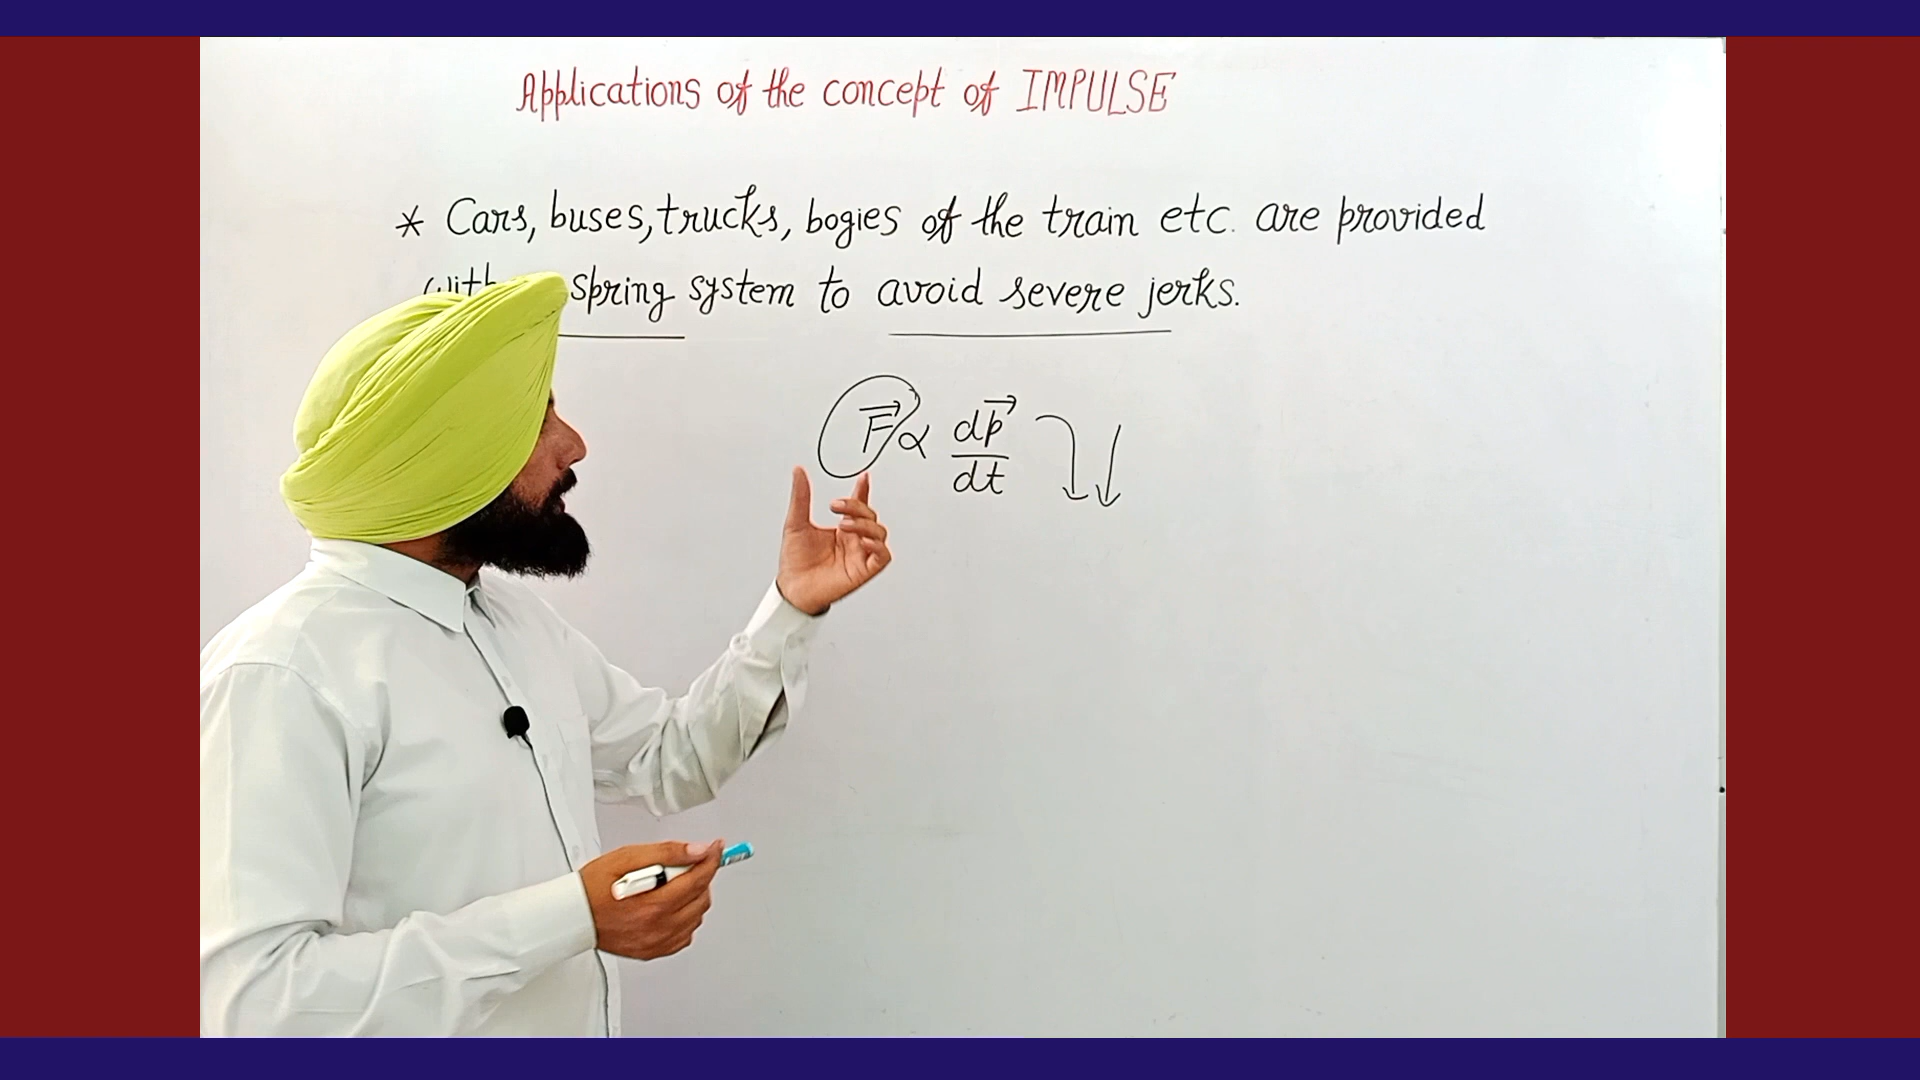 Applications of the concept of IMPULSE
* Cars, buses, trucks, bogies of the train etc. are provided
spring system to avoid severe jerks.
F⃗ ∝ dp⃗/dt